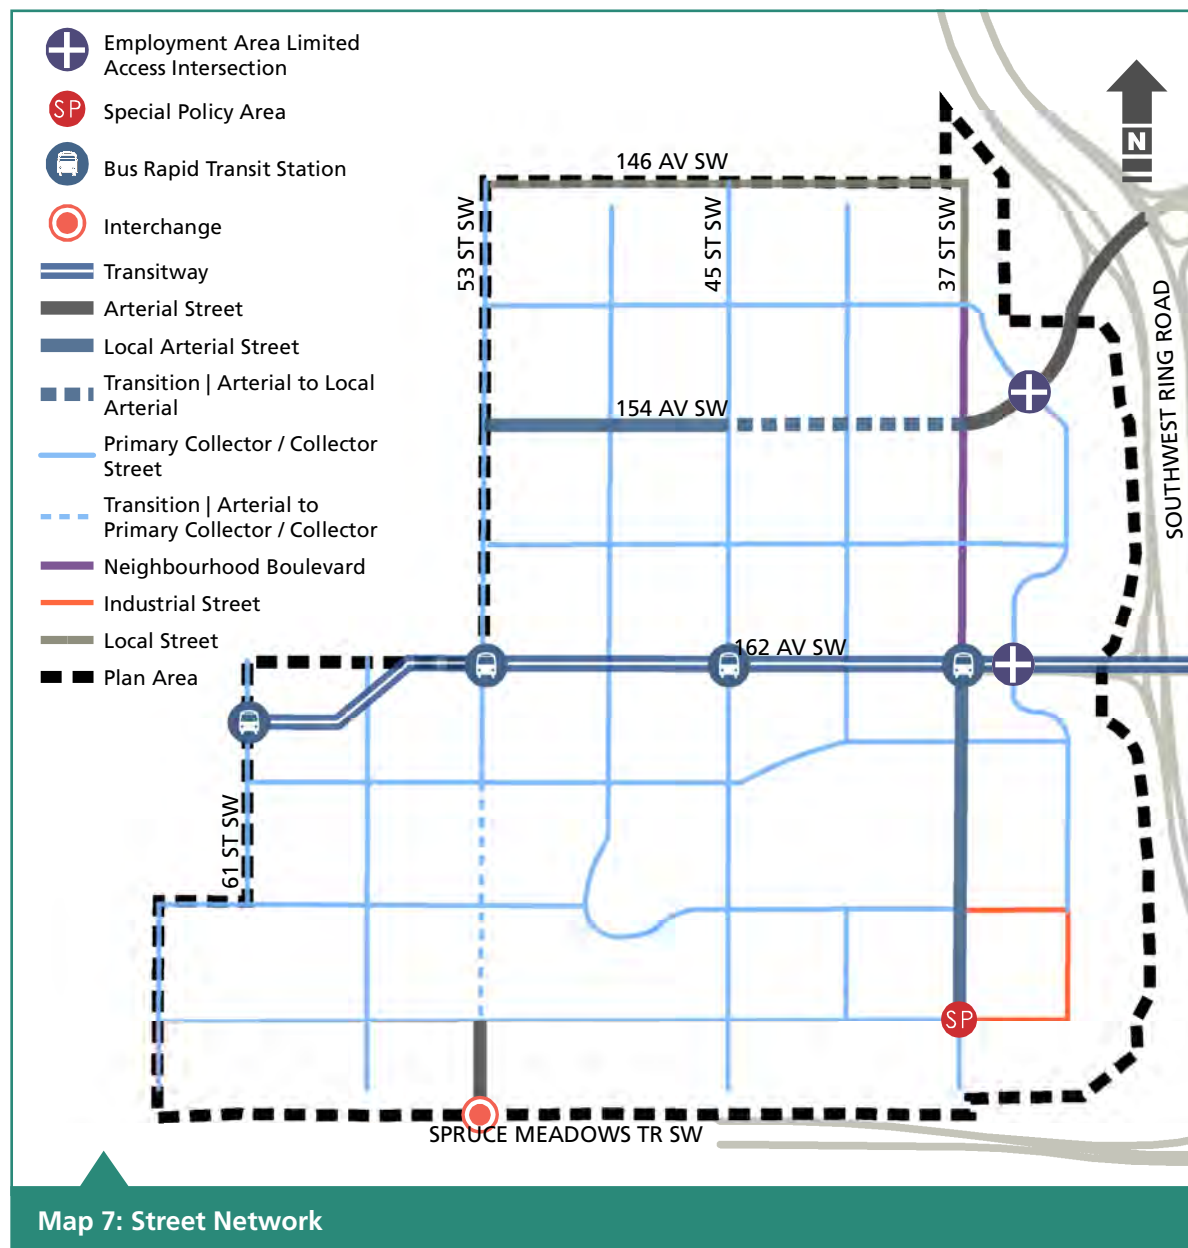 Employment Area Limited
Access Intersection
SP Special Policy Area
Bus Rapid Transit Station
Interchange
Transitway
Arterial Street
Local Arterial Street
Transition | Arterial to Local
Arterial
Primary Collector / Collector
Street
Transition | Arterial to
Primary Collector / Collector
Neighbourhood Boulevard
Industrial Street
Local Street
Plan Area
N
146 AV SW
53 ST SW
45 ST SW
37 ST SW
SOUTHWEST RING ROAD
154 AV SW
162 AV SW
61 ST SW
SP
SPRUCE MEADOWS TR SW
Map 7: Street Network